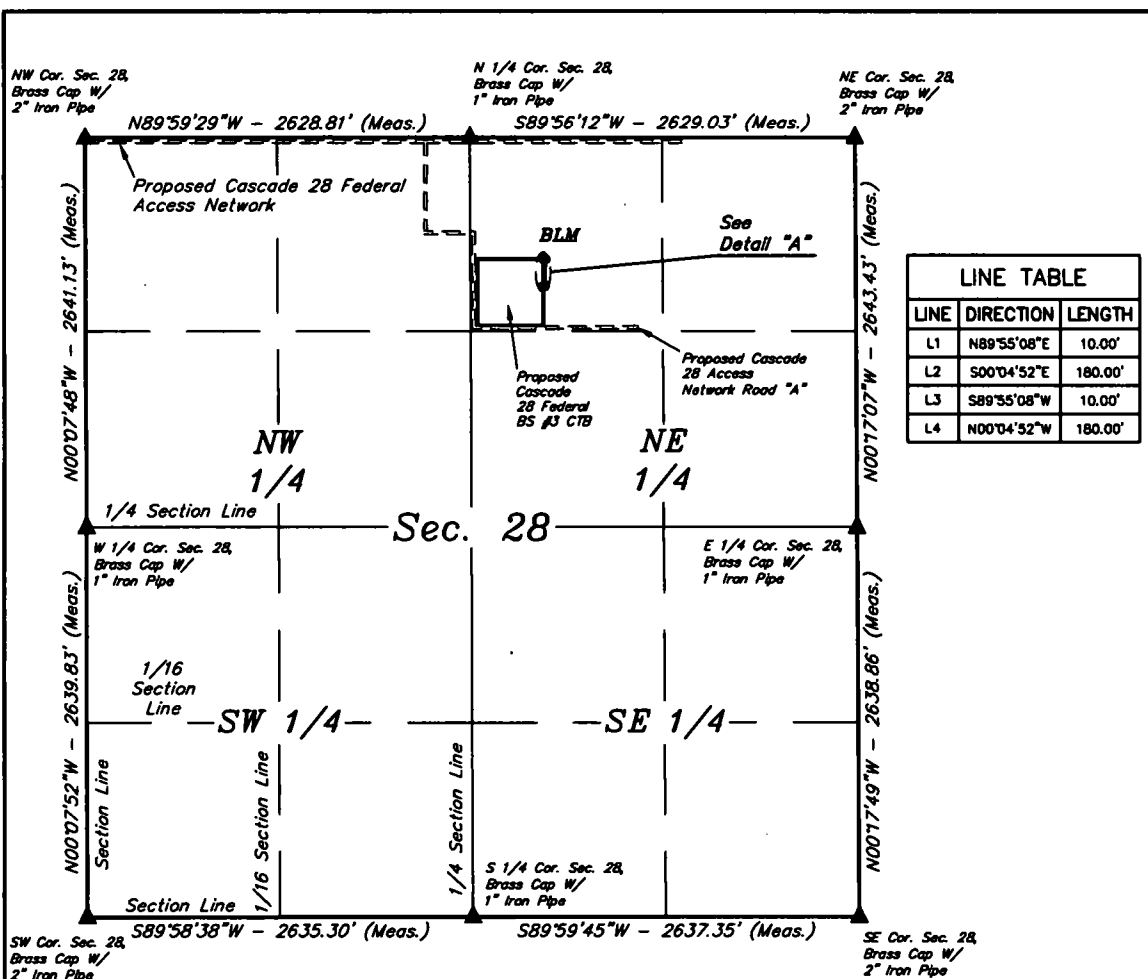 NW Cor. Sec. 28,
Brass Cap W/
2" Iron Pipe
N 1/4 Cor. Sec. 28,
Brass Cap W/
1" Iron Pipe
NE Cor. Sec. 28,
Brass Cap W/
2" Iron Pipe
N89°59'29"W - 2628.81' (Meas.)
S89°56'12"W - 2629.03' (Meas.)
Proposed Cascade 28 Federal
Access Network
N00°07'48"W - 2641.13' (Meas.)
BLM
See
Detail "A"
N00°17'07"W - 2643.43' (Meas.)
Proposed
Cascade
28 Federal
BS #3 CTB
Proposed Cascade
28 Access
Network Road "A"
LINE TABLE
LINE DIRECTION LENGTH
L1 N89°55'08"E 10.00'
L2 S00°04'52"E 180.00'
L3 S89°55'08"W 10.00'
L4 N00°04'52"W 180.00'
NW
1/4
NE
1/4
1/4 Section Line
Sec. 28
W 1/4 Cor. Sec. 28,
Brass Cap W/
1" Iron Pipe
E 1/4 Cor. Sec. 28,
Brass Cap W/
1" Iron Pipe
N00°07'52"W - 2639.83' (Meas.)
Section Line
1/16
Section
Line
SW 1/4
SE 1/4
1/16 Section Line
1/4 Section Line
N00°17'49"W - 2638.86' (Meas.)
S 1/4 Cor. Sec. 28,
Brass Cap W/
1" Iron Pipe
Section Line
S89°58'38"W - 2635.30' (Meas.)
S89°59'45"W - 2637.35' (Meas.)
SW Cor. Sec. 28,
Brass Cap W/
2" Iron Pipe
SE Cor. Sec. 28,
Brass Cap W/
2" Iron Pipe